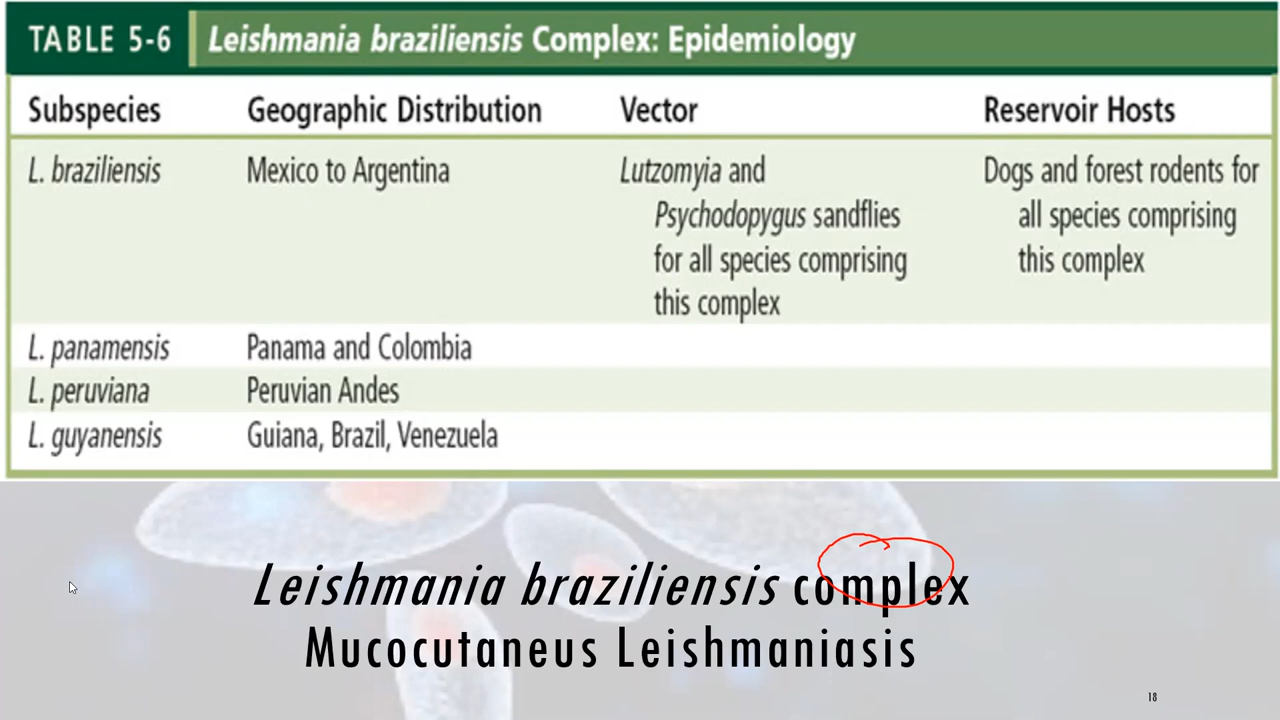 TABLE 5-6 Leishmania braziliensis Complex: Epidemiology
Subspecies Geographic Distribution Vector Reservoir Hosts
L. braziliensis Mexico to Argentina Lutzomyia and Dogs and forest rodents for
Psychodopygus sandflies all species comprising
for all species comprising this complex
this complex
L. panamensis Panama and Colombia
L. peruviana Peruvian Andes
L. guyanensis Guiana, Brazil, Venezuela
Leishmania braziliensis complex
Mucocutaneus Leishmaniasis
18